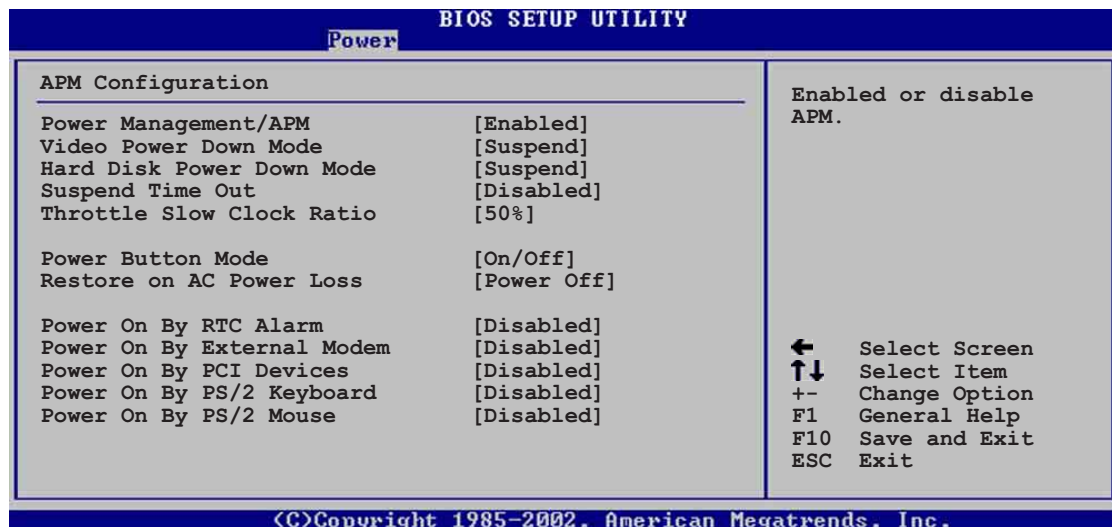 BIOS SETUP UTILITY
Power
APM Configuration
Power Management/APM [Enabled]
Video Power Down Mode [Suspend]
Hard Disk Power Down Mode [Suspend]
Suspend Time Out [Disabled]
Throttle Slow Clock Ratio [50%]
Power Button Mode [On/Off]
Restore on AC Power Loss [Power Off]
Power On By RTC Alarm [Disabled]
Power On By External Modem [Disabled]
Power On By PCI Devices [Disabled]
Power On By PS/2 Keyboard [Disabled]
Power On By PS/2 Mouse [Disabled]
Enabled or disable
APM.
← Select Screen
↑↓ Select Item
+- Change Option
F1 General Help
F10 Save and Exit
ESC Exit
(C)Copyright 1985-2002, American Megatrends, Inc.